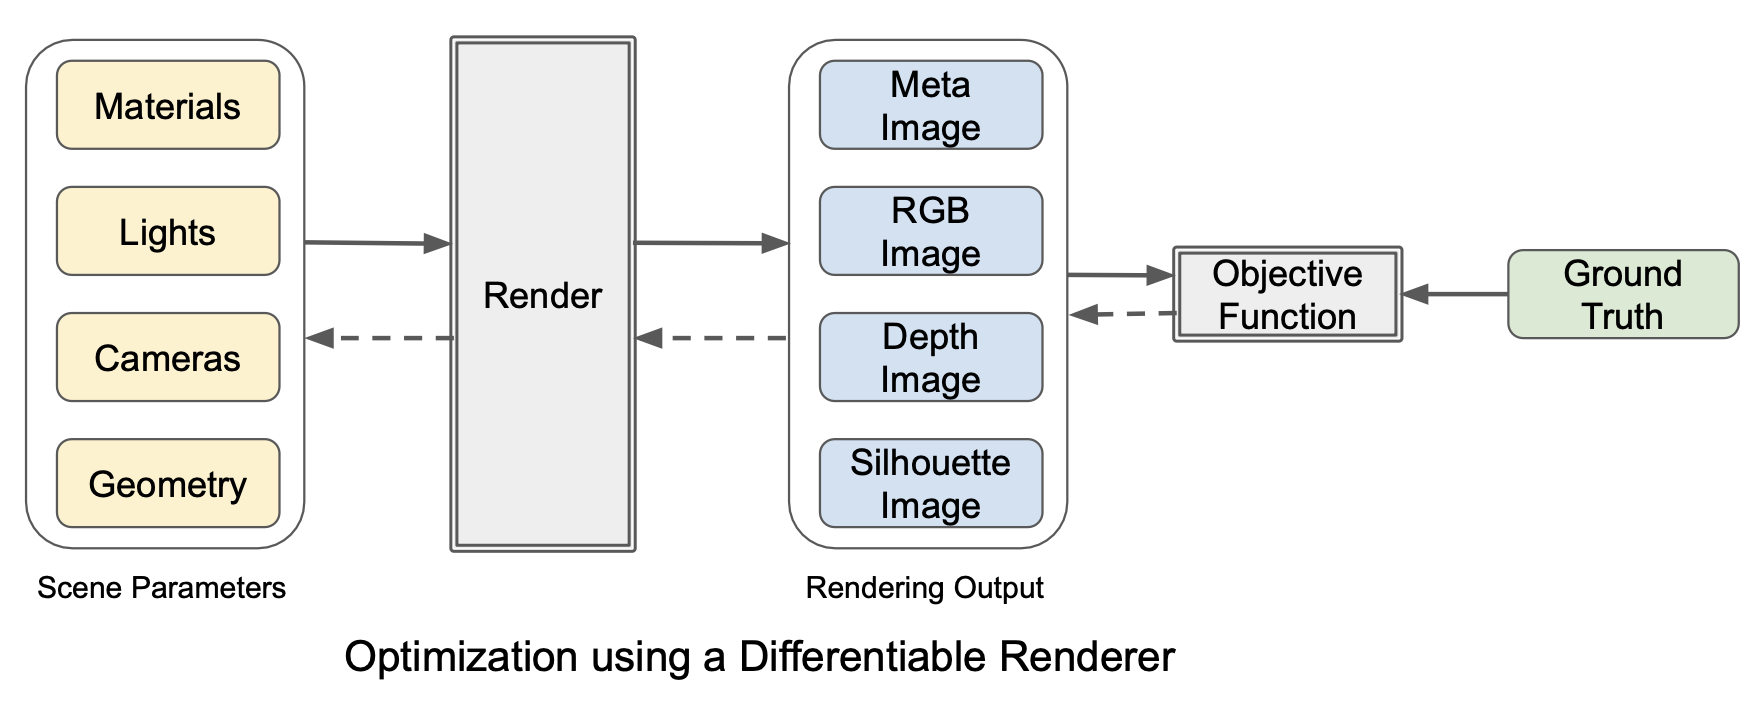 Materials
Lights
Cameras
Geometry
Scene Parameters
Render
Meta
Image
RGB
Image
Depth
Image
Silhouette
Image
Rendering Output
Objective
Function
Ground
Truth
Optimization using a Differentiable Renderer